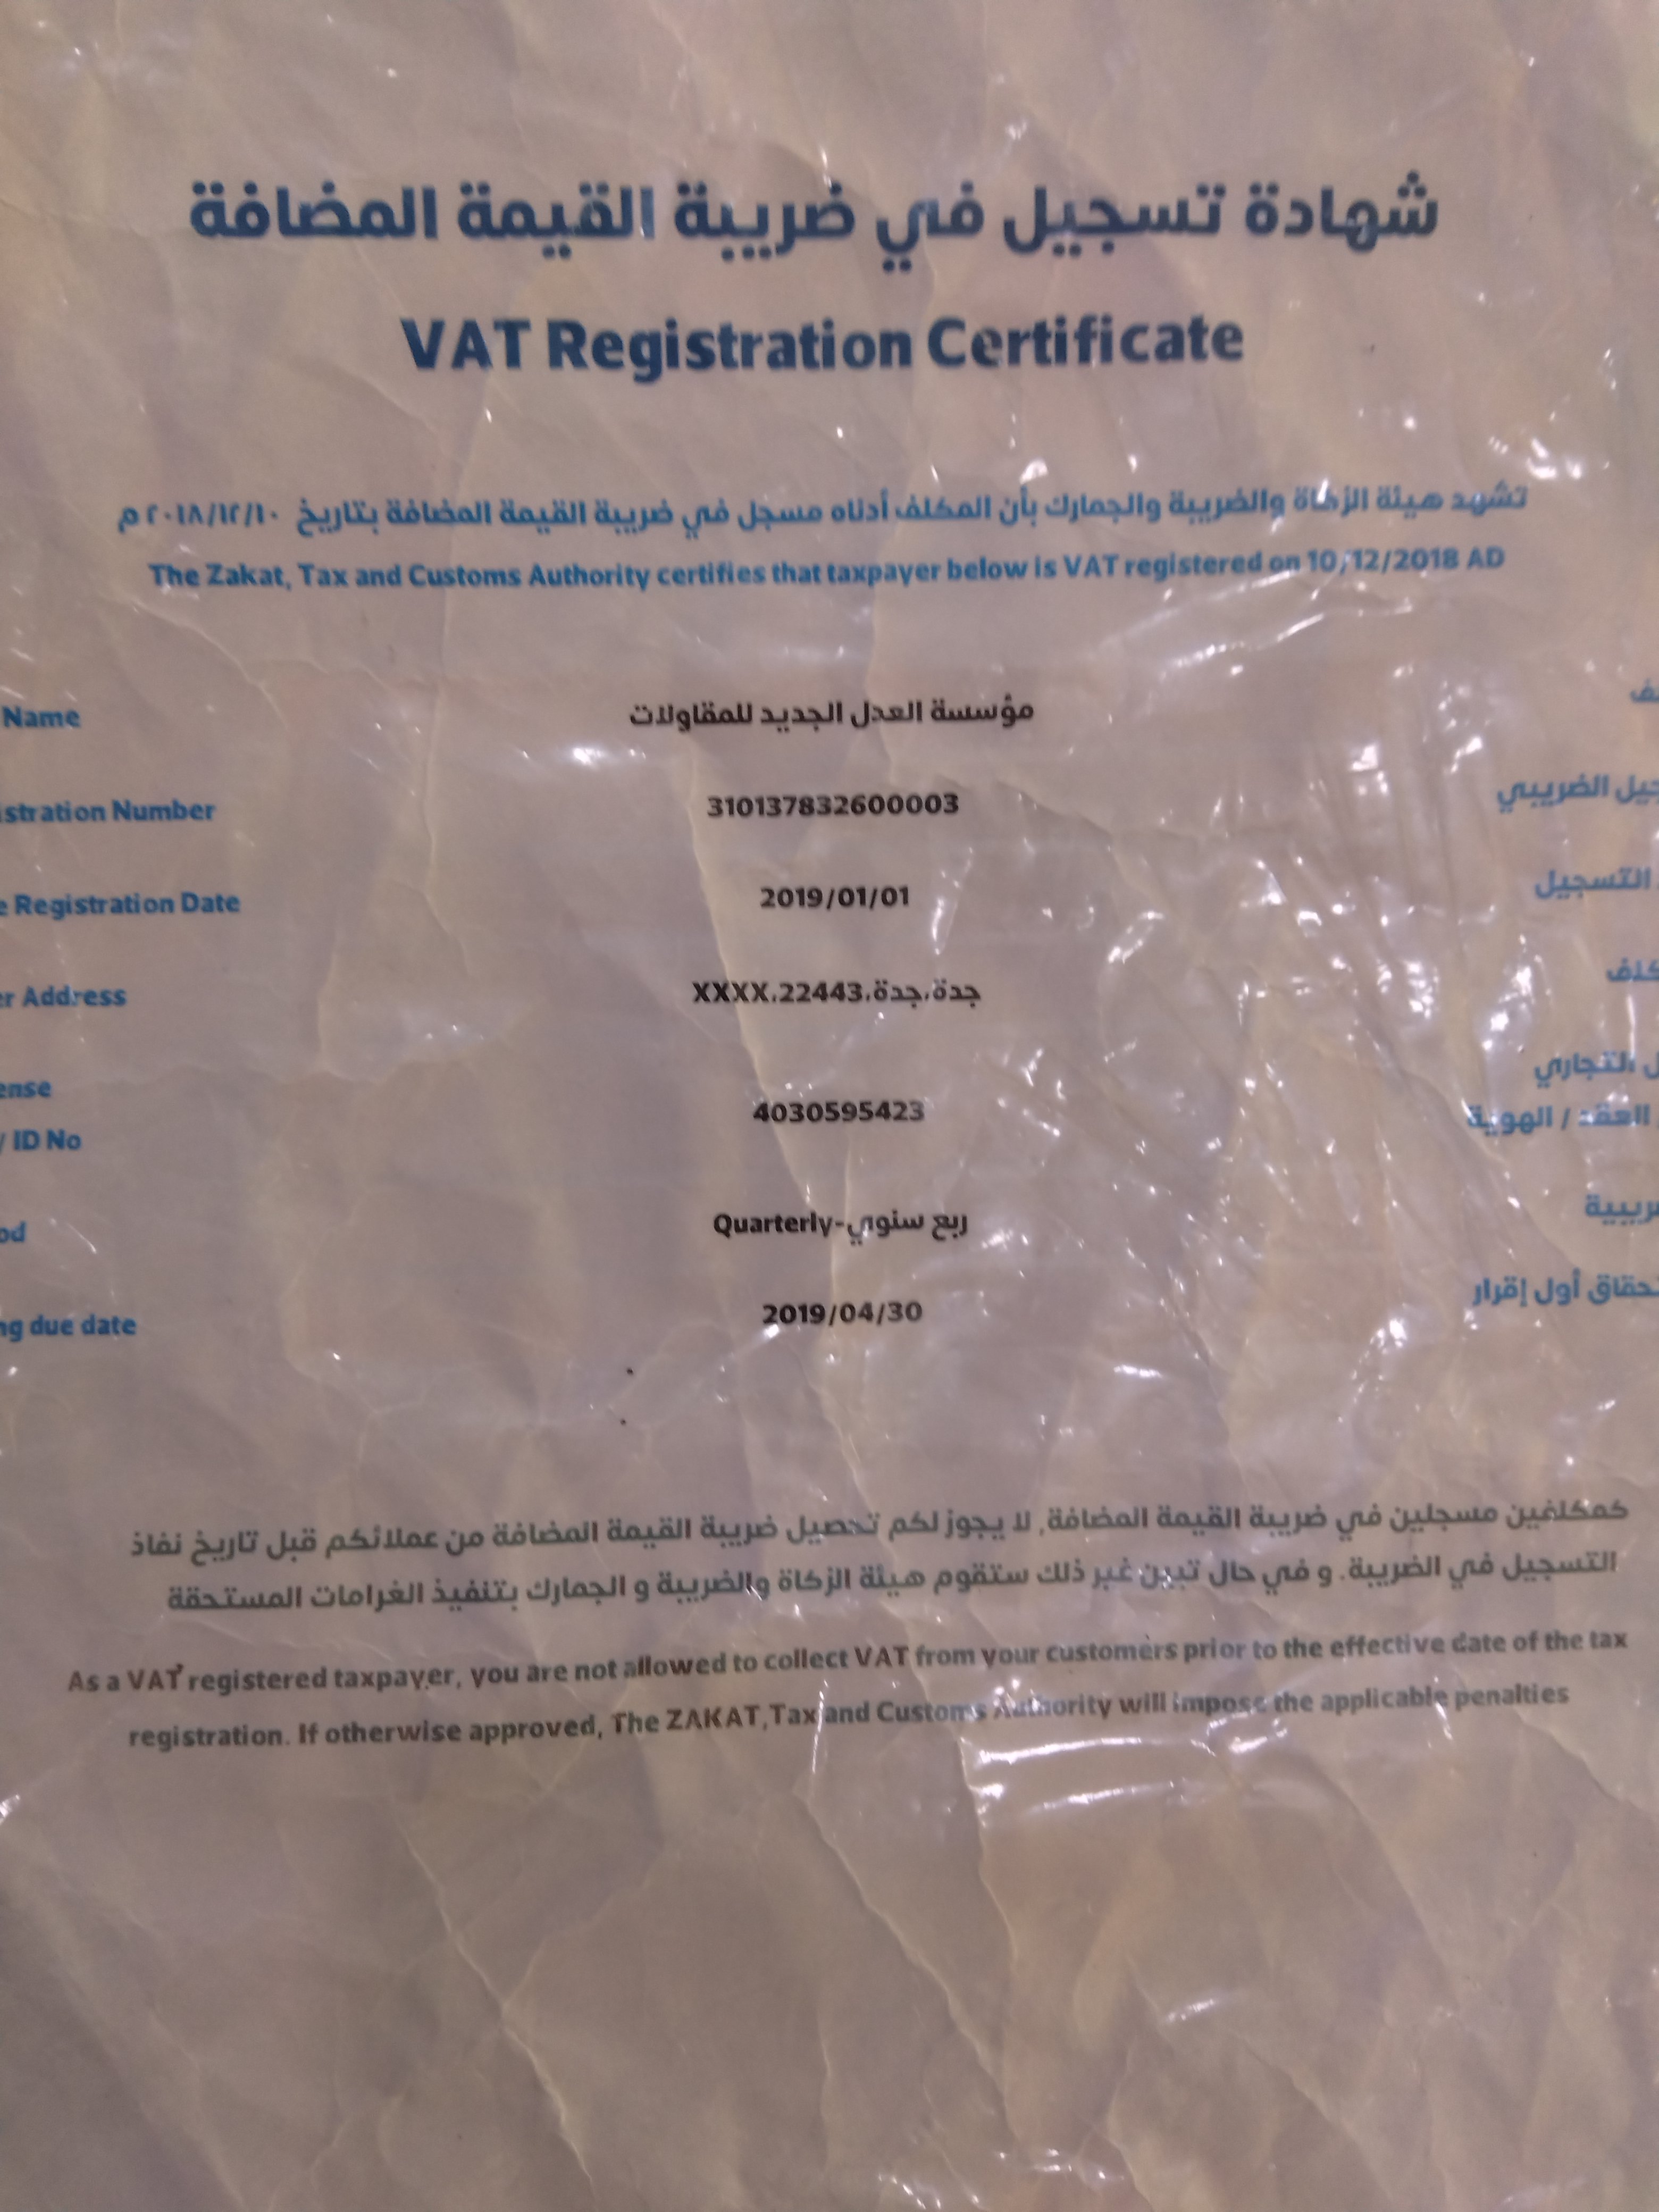 شهادة تسجيل في ضريبة القيمة المضافة
VAT Registration Certificate
تشهد هيئة الزكاة والضريبة والجمارك بأن المكلف أدناه مسجل في ضريبة القيمة المضافة بتاريخ ٢٠١٨/١٢/١٠ م
The Zakat, Tax and Customs Authority certifies that taxpayer below is VAT registered on 10/12/2018 AD
Name مؤسسة العدل الجديد للمقاولات لف
istration Number 310137832600003 جيل الضريبي
e Registration Date 2019/01/01 التسجيل
er Address جدة،جدة،22443،XXXX كلف
ense ل التجاري
/ ID No 4030595423 العقد / الهوية
od ربع سنوي-Quarterly ريبية
ng due date 2019/04/30 تحقاق أول إقرار
كمكلفين مسجلين في ضريبة القيمة المضافة, لا يجوز لكم تحصيل ضريبة القيمة المضافة من عملائكم قبل تاريخ نفاذ
التسجيل في الضريبة. و في حال تبين غير ذلك ستقوم هيئة الزكاة والضريبة و الجمارك بتنفيذ الغرامات المستحقة
As a VAT registered taxpayer, you are not allowed to collect VAT from your customers prior to the effective date of the tax
registration. If otherwise approved, The ZAKAT,Tax and Customs Authority will impose the applicable penalties